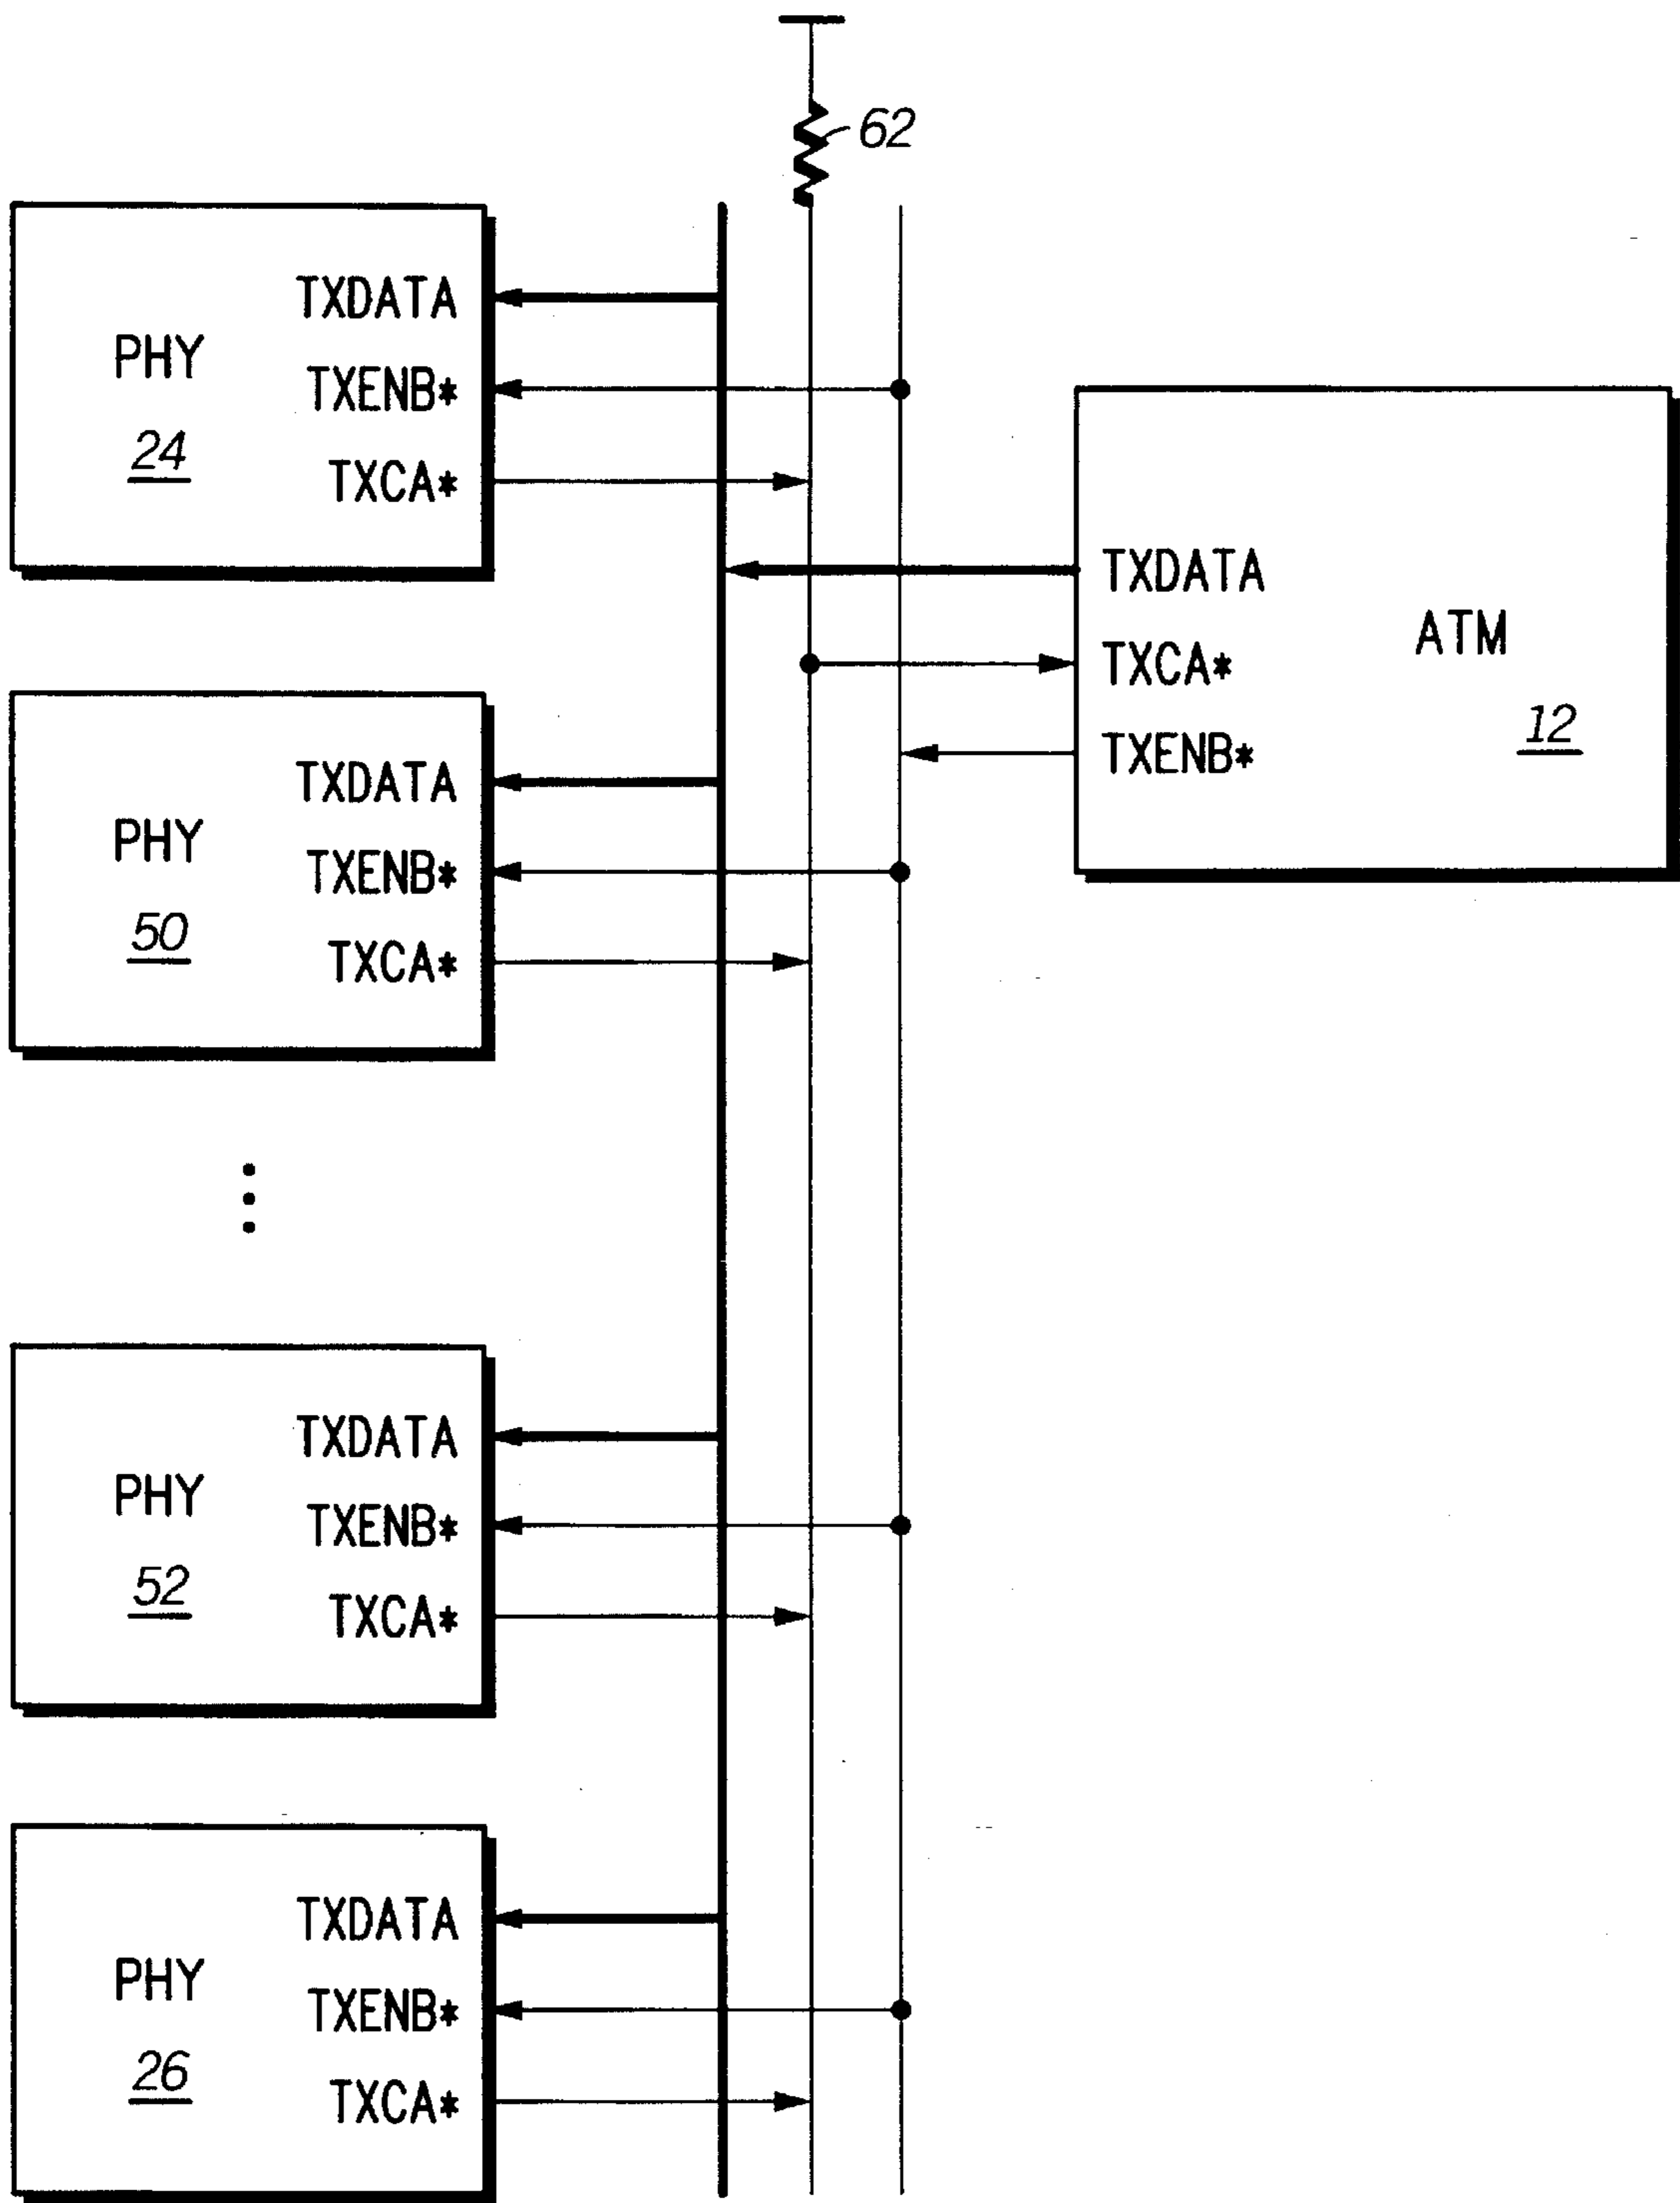 62
TXDATA
PHY
TXENB*
24
TXCA*
TXDATA
TXCA*
ATM
TXENB*
12
TXDATA
PHY
TXENB*
50
TXCA*
TXDATA
PHY
TXENB*
52
TXCA*
TXDATA
PHY
TXENB*
26
TXCA*